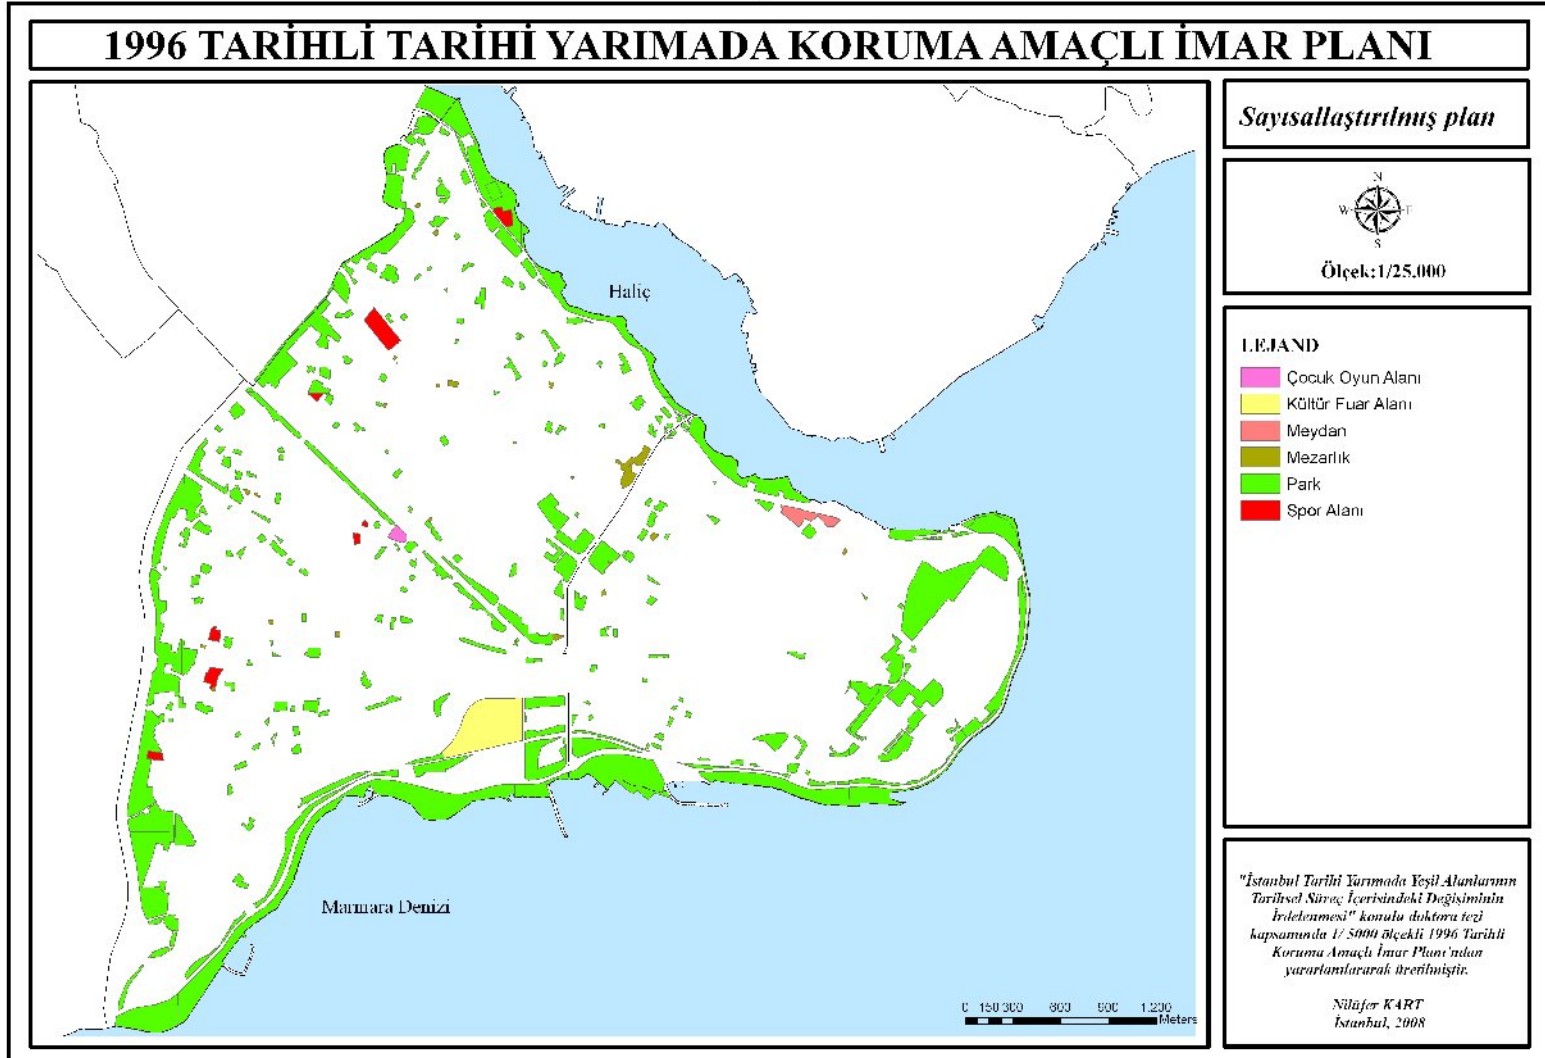 1996 TARİHLİ TARİHİ YARIMADA KORUMA AMAÇLI İMAR PLANI
Sayısallaştırılmış plan
N
W
E
S
Ölçek:1/25.000
Haliç
LEJAND
Çocuk Oyun Alanı
Kültür Fuar Alanı
Meydan
Mezarlık
Park
Spor Alanı
Marmara Denizi
0 150 300 600 900 1.200
Meters
"İstanbul Tarihi Yarımada Yeşil Alanlarının
Tarihsel Süreç İçerisindeki Değişiminin
İrdelenmesi" konulu doktora tezi
kapsamında 1/ 5000 ölçekli 1996 Tarihli
Koruma Amaçlı İmar Planı'ndan
yararlanılararak üretilmiştir.
Nilüfer KART
İstanbul, 2008